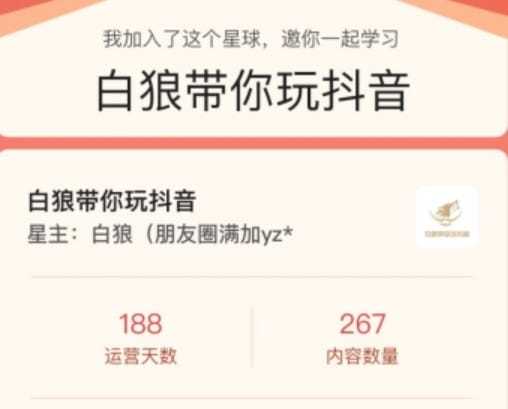 我加入了这个星球，邀你一起学习
白狼带你玩抖音
白狼带你玩抖音
星主：白狼（朋友圈满加yz*
188
267
运营天数
内容数量